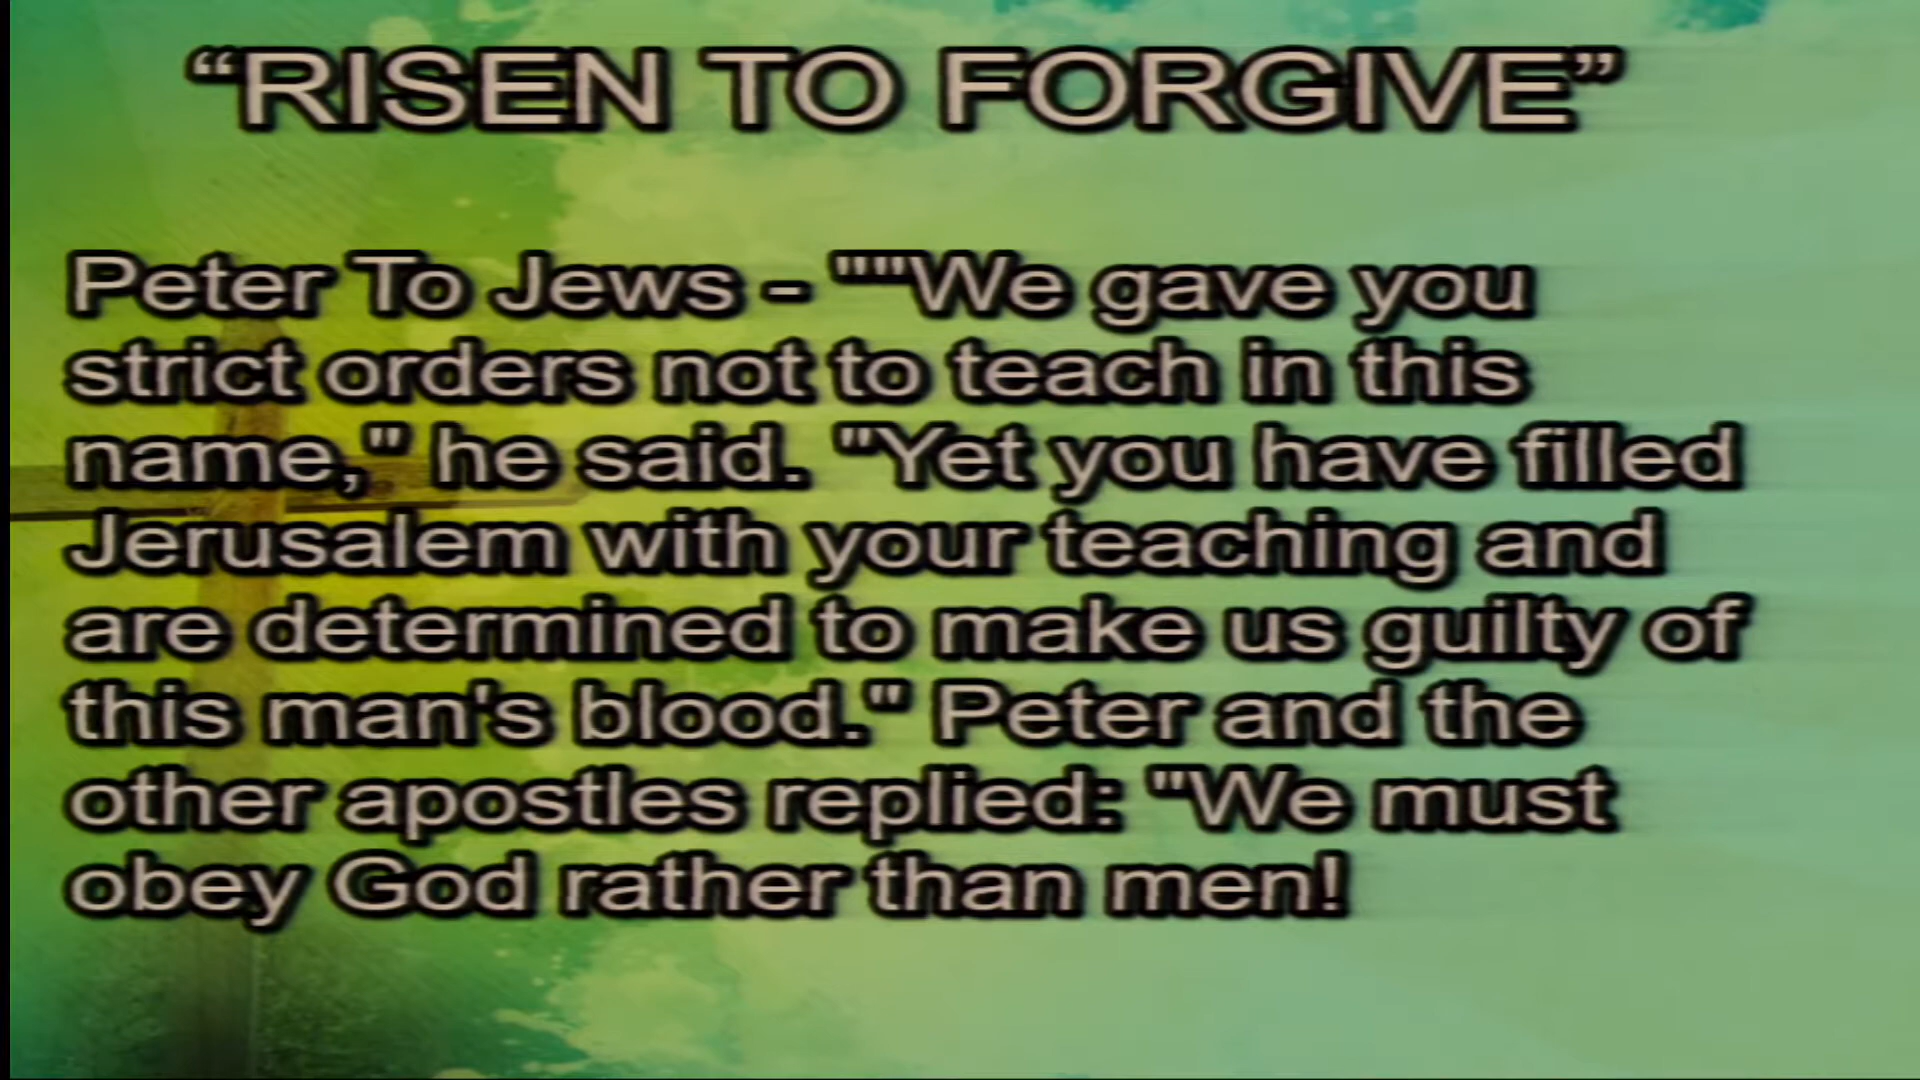 “RISEN TO FORGIVE”
Peter To Jews - ""We gave you
strict orders not to teach in this
name," he said. "Yet you have filled
Jerusalem with your teaching and
are determined to make us guilty of
this man's blood." Peter and the
other apostles replied: "We must
obey God rather than men!